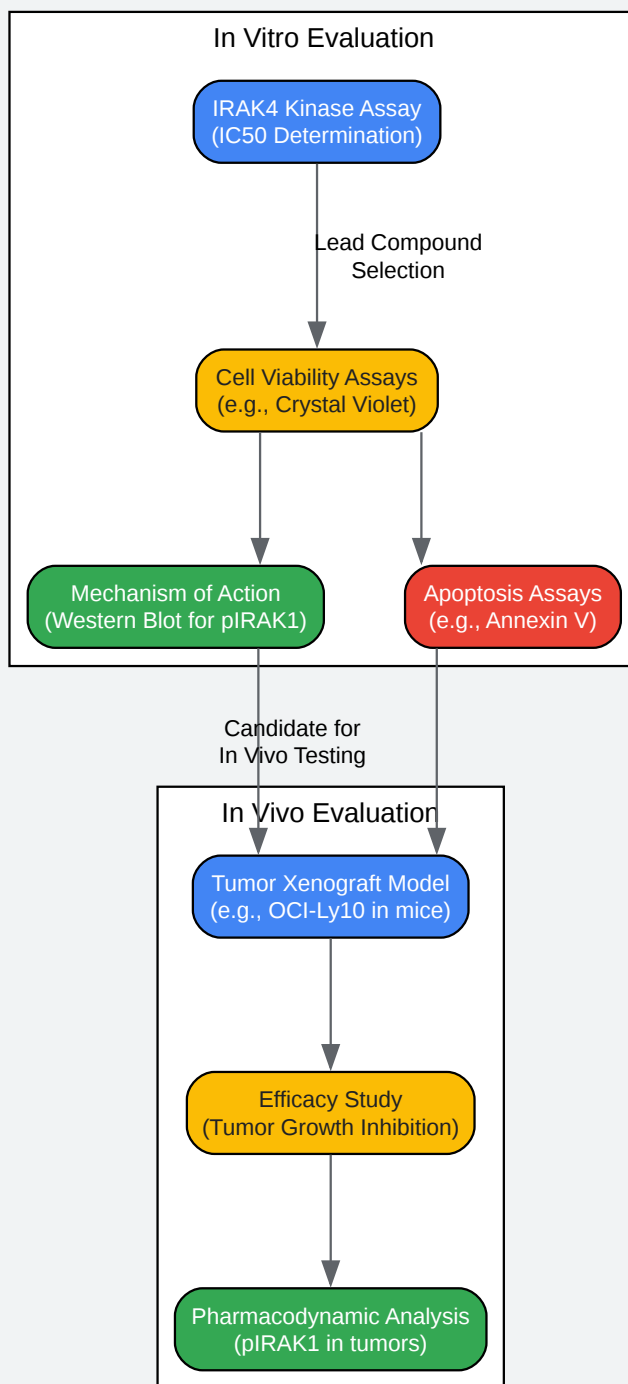 In Vitro Evaluation
IRAK4 Kinase Assay
(IC50 Determination)
Lead Compound
Selection
Cell Viability Assays
(e.g., Crystal Violet)
Mechanism of Action
(Western Blot for pIRAK1)
Apoptosis Assays
(e.g., Annexin V)
Candidate for
In Vivo Testing
In Vivo Evaluation
Tumor Xenograft Model
(e.g., OCI-Ly10 in mice)
Efficacy Study
(Tumor Growth Inhibition)
Pharmacodynamic Analysis
(pIRAK1 in tumors)